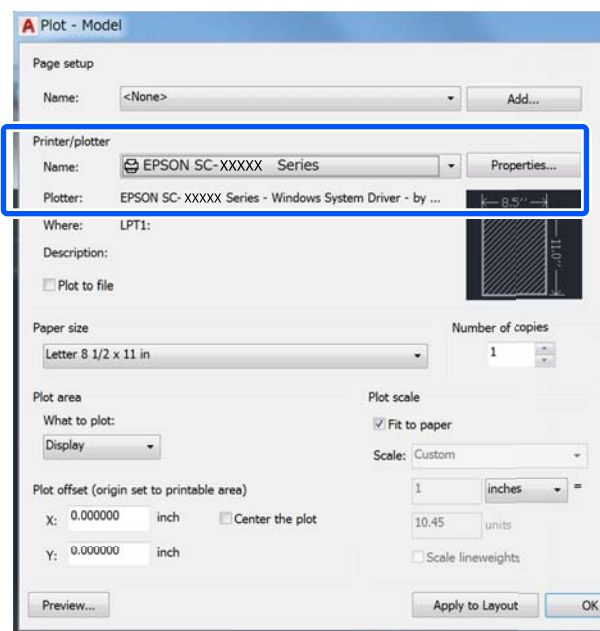 A Plot - Model
Page setup
Name: <None> Add...
Printer/plotter
Name: EPSON SC-XXXXX Series Properties...
Plotter: EPSON SC- XXXXX Series - Windows System Driver - by ...
Where: LPT1:
Description:
Plot to file
8.5"
11.0"
Paper size
Letter 8 1/2 x 11 in
Number of copies
1
Plot area
What to plot:
Display
Plot scale
Fit to paper
Scale: Custom
1 inches =
10.45 units
Scale lineweights
Plot offset (origin set to printable area)
X: 0.000000 inch Center the plot
Y: 0.000000 inch
Preview... Apply to Layout OK